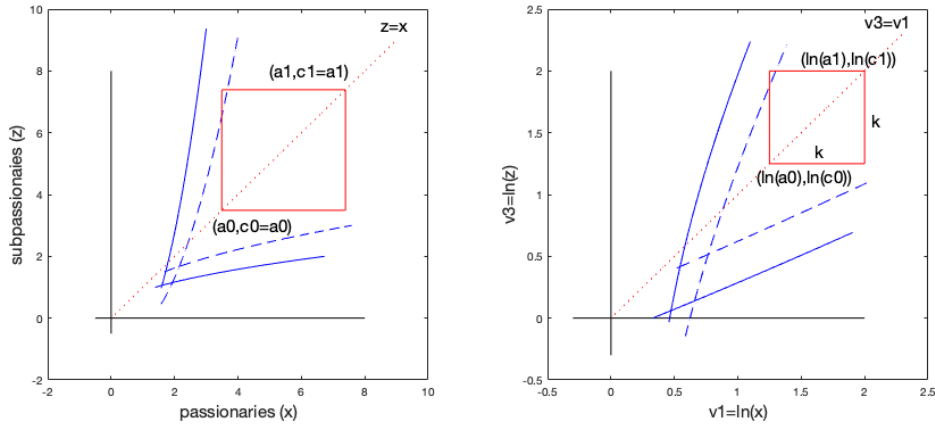 10
8
6
4
2
0
-2
-2
0
2
4
6
8
10
subpassionaies (z)
passionaries (x)
z=x
(a1,c1=a1)
(a0,c0=a0)
2.5
2
1.5
1
0.5
0
-0.5
-0.5
0
0.5
1
1.5
2
2.5
v3=ln(z)
v1=ln(x)
v3=v1
(ln(a1),ln(c1))
k
k
(ln(a0),ln(c0))